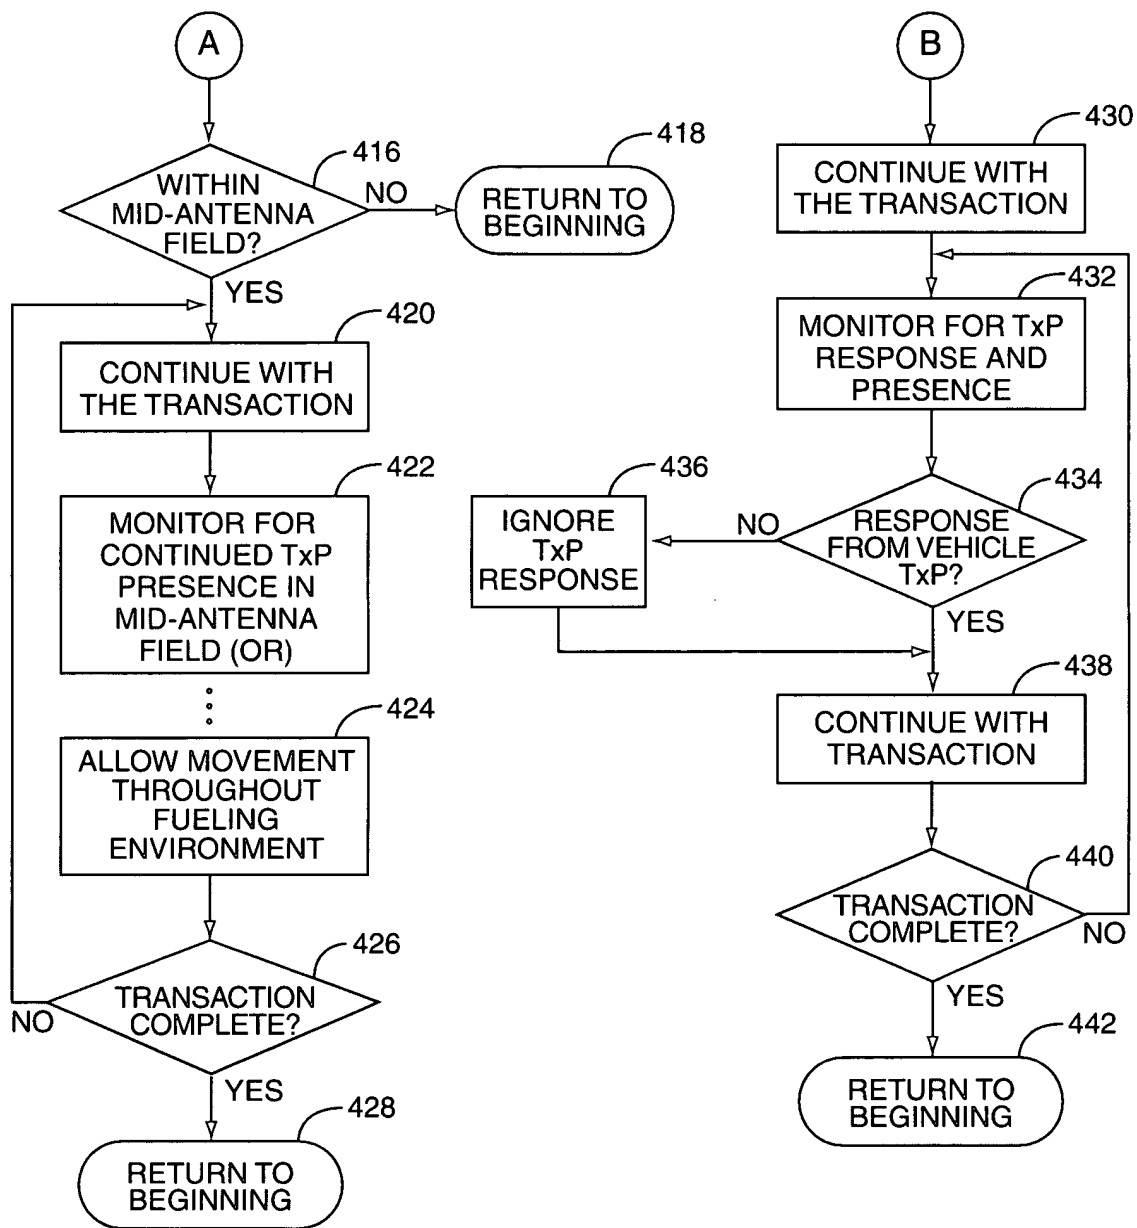 A
416
WITHIN
MID-ANTENNA
FIELD?
NO
418
RETURN TO
BEGINNING
YES
420
CONTINUE WITH
THE TRANSACTION
422
MONITOR FOR
CONTINUED TxP
PRESENCE IN
MID-ANTENNA
FIELD (OR)
424
ALLOW MOVEMENT
THROUGHOUT
FUELING
ENVIRONMENT
426
TRANSACTION
COMPLETE?
NO
YES
428
RETURN TO
BEGINNING
B
430
CONTINUE WITH
THE TRANSACTION
432
MONITOR FOR TxP
RESPONSE AND
PRESENCE
434
RESPONSE
FROM VEHICLE
TxP?
NO
436
IGNORE
TxP
RESPONSE
YES
438
CONTINUE WITH
TRANSACTION
440
TRANSACTION
COMPLETE?
NO
YES
442
RETURN TO
BEGINNING